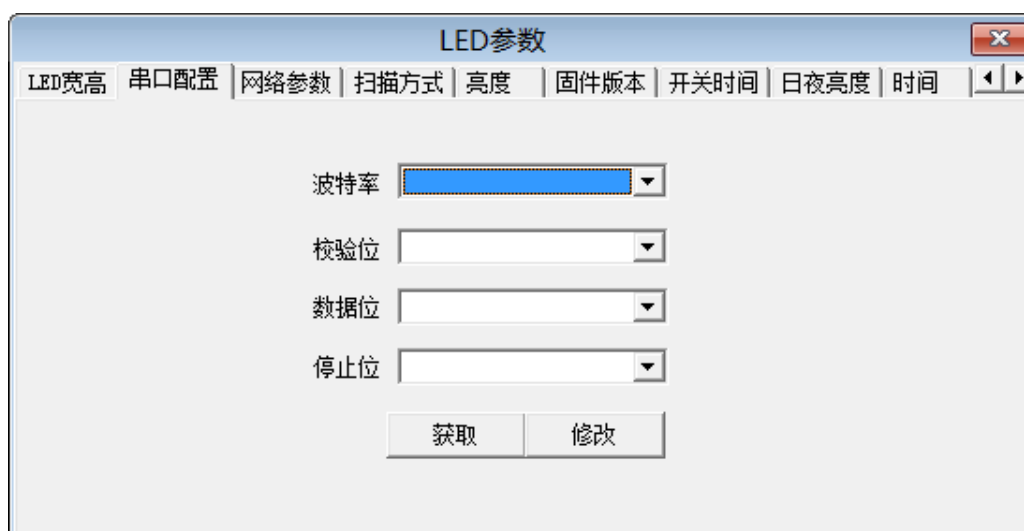 LED参数
LED宽高 串口配置 网络参数 扫描方式 亮度 固件版本 开关时间 日夜亮度 时间
波特率
校验位
数据位
停止位
获取 修改